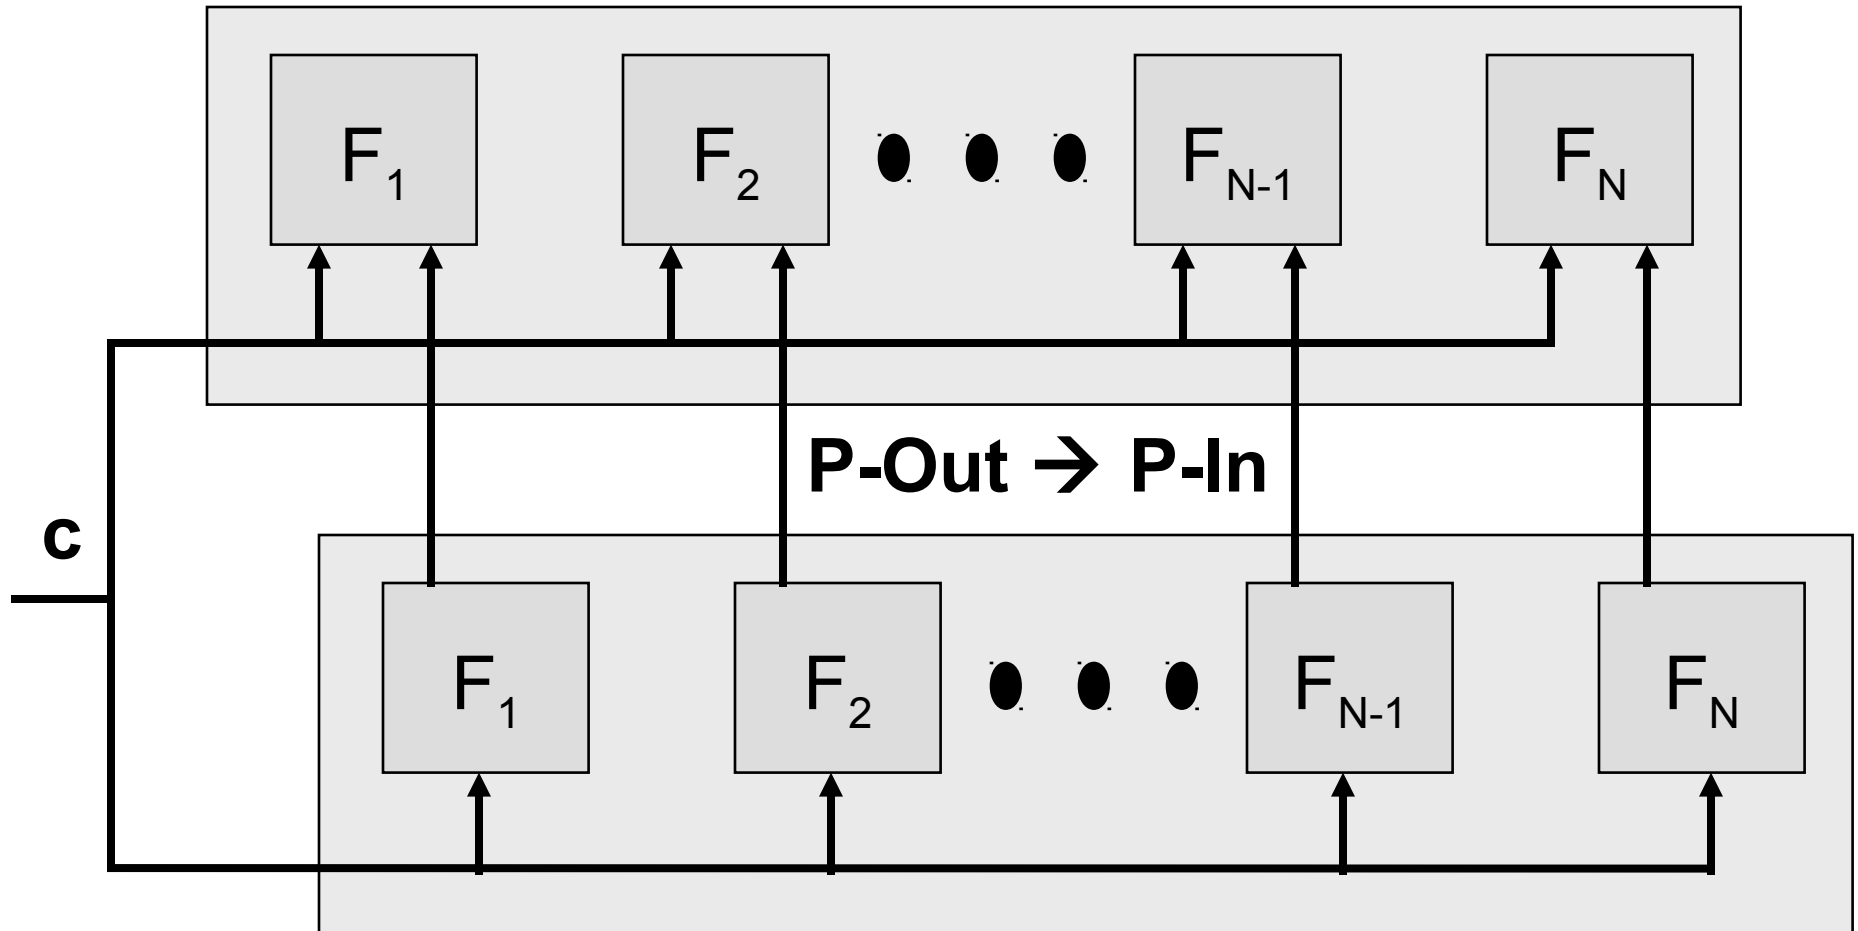 F1 F2 ● ● ● FN-1 FN
P-Out → P-In
c
F1 F2 ● ● ● FN-1 FN